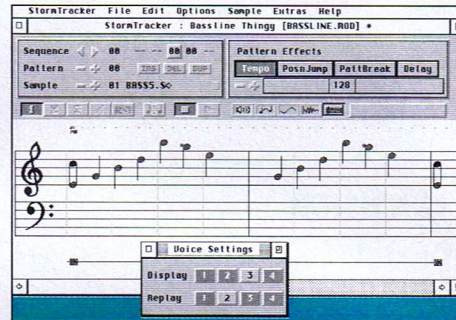 StormTracker File Edit Options Sample Extras Help
StormTracker : Bassline Thingy [BASSLINE.MOD] *
Sequence 00 -- -- 00 00 --
Pattern 00 INS DEL DUP
Sample 01 BASS5.S
Pattern Effects
Tempo PosnJump PattBreak Delay
128
Voice Settings
Display 1 2 3 4
Replay 1 2 3 4